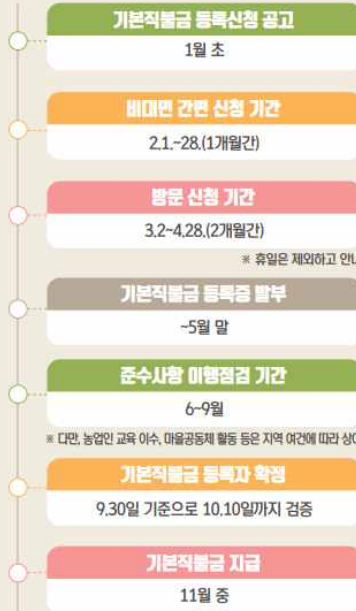 기본직불금 등록신청 공고
1월 초
비대면 간편 신청 기간
2.1.~28.(1개월간)
방문 신청 기간
3.2~4.28.(2개월간)
※ 휴일은 제외하고
기본직불금 등록증 발부
~5월 말
준수사항 이행점검 기간
6~9월
※ 다만, 농업인 교육 이수, 마을공동체 활동 등은 지역 여건에 따라
기본직불금 등록자 확정
9.30일 기준으로 10.10일까지 검증
기본직불금 지급
11월 중